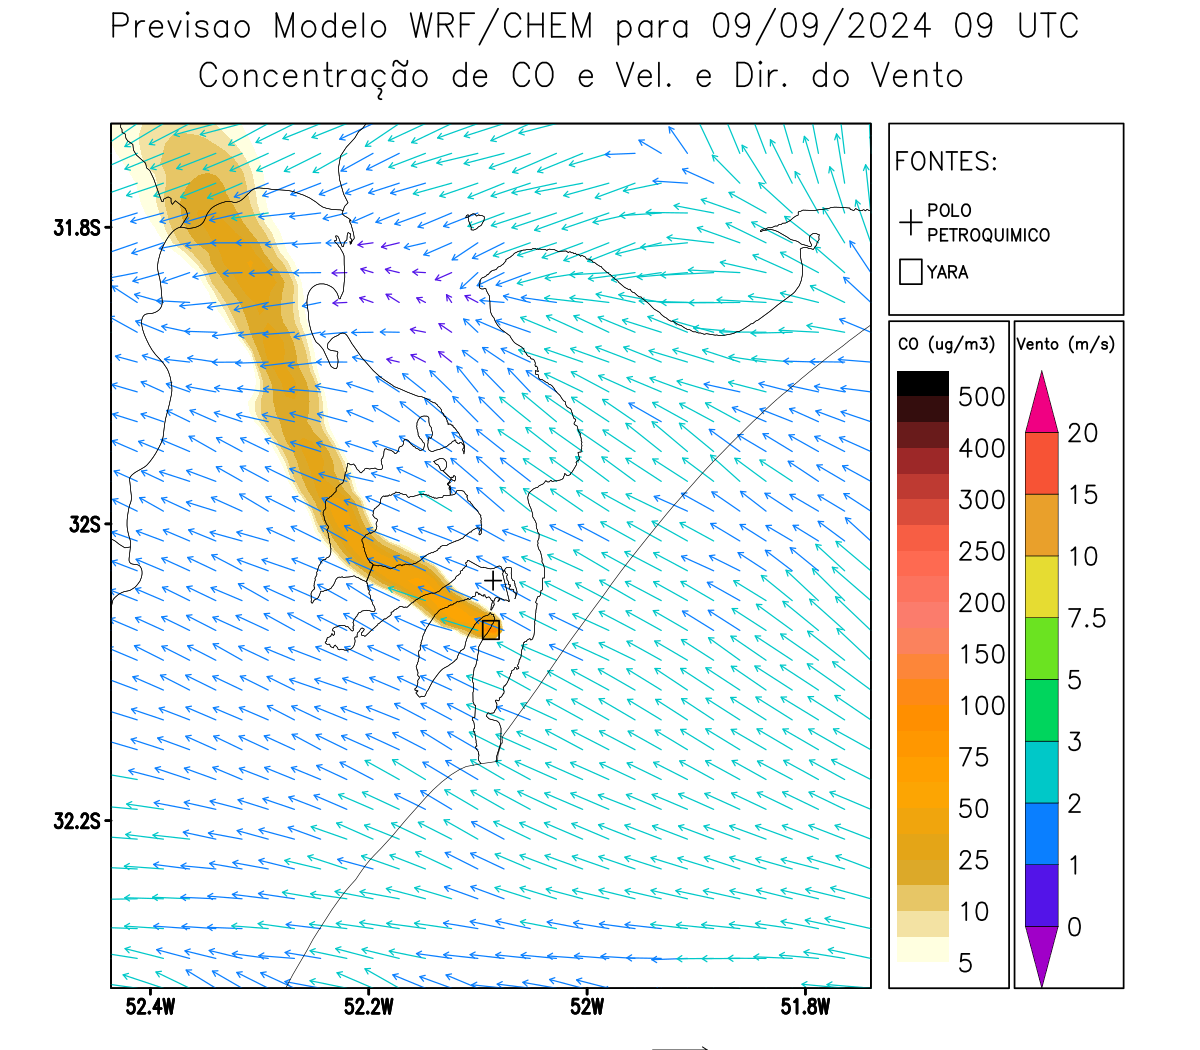 Previsao Modelo WRF/CHEM para 09/09/2024 09 UTC
Concentração de CO e Vel. e Dir. do Vento
FONTES:
POLO
PETROQUIMICO
YARA
CO (ug/m3)
500
400
300
250
200
150
100
75
50
25
10
5
Vento (m/s)
20
15
10
7.5
5
3
2
1
0
31.8S
32S
32.2S
52.4W
52.2W
52W
51.8W